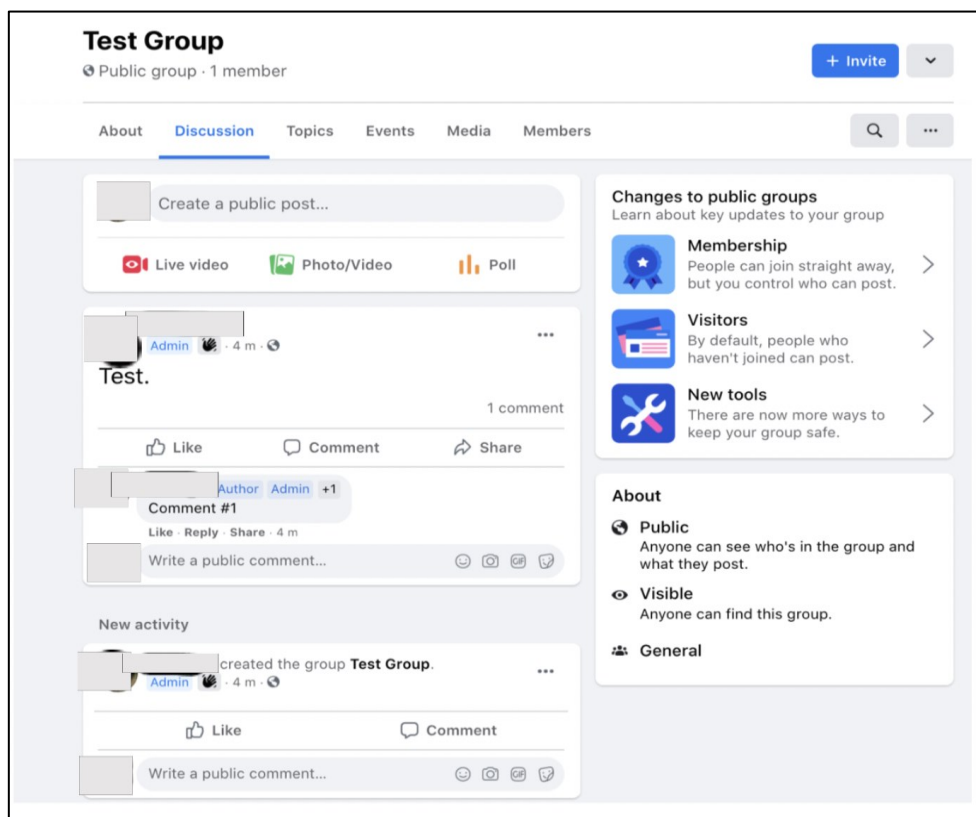 Test Group
Public group · 1 member
+ Invite
About Discussion Topics Events Media Members
Create a public post...
Live video Photo/Video Poll
Admin · 4 m ·
Test.
1 comment
Like Comment Share
Author Admin +1
Comment #1
Like · Reply · Share · 4 m
Write a public comment...
GIF
New activity
created the group Test Group.
Admin · 4 m ·
Like Comment
Write a public comment...
GIF
Changes to public groups
Learn about key updates to your group
Membership
People can join straight away,
but you control who can post.
Visitors
By default, people who
haven't joined can post.
New tools
There are now more ways to
keep your group safe.
About
Public
Anyone can see who's in the group and
what they post.
Visible
Anyone can find this group.
General